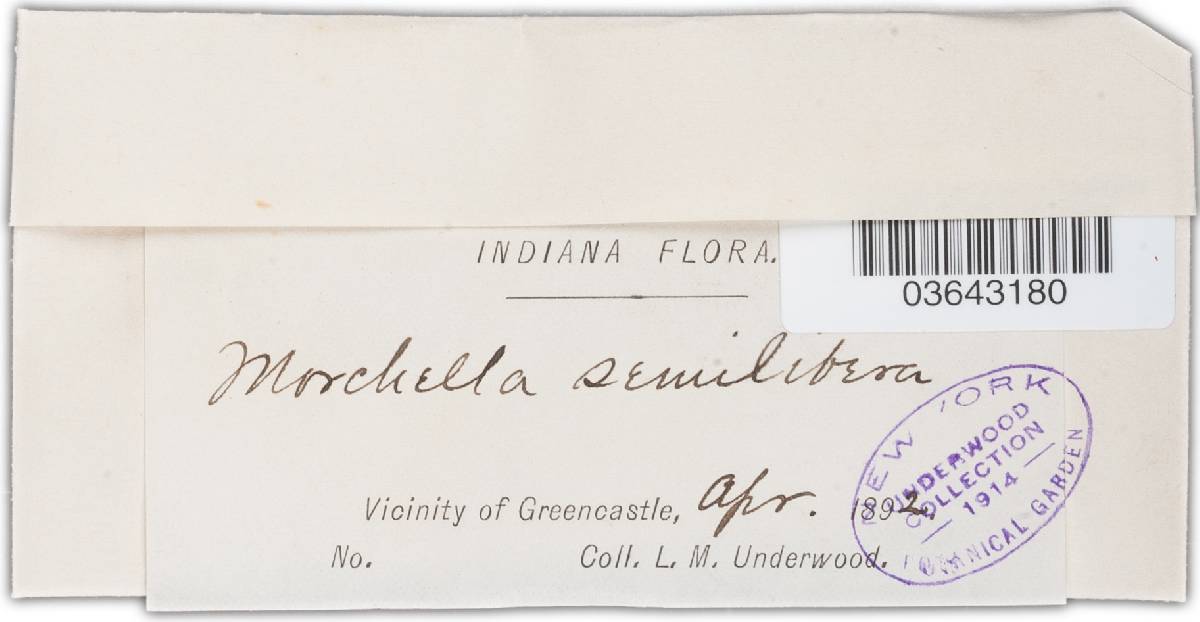 INDIANA FLORA.
03643180
Morchella semilibera
NEW YORK
UNDERWOOD
COLLECTION
— 1914 —
BOTANICAL GARDEN
Vicinity of Greencastle, Apr. 1892.
No. Coll. L. M. Underwood.